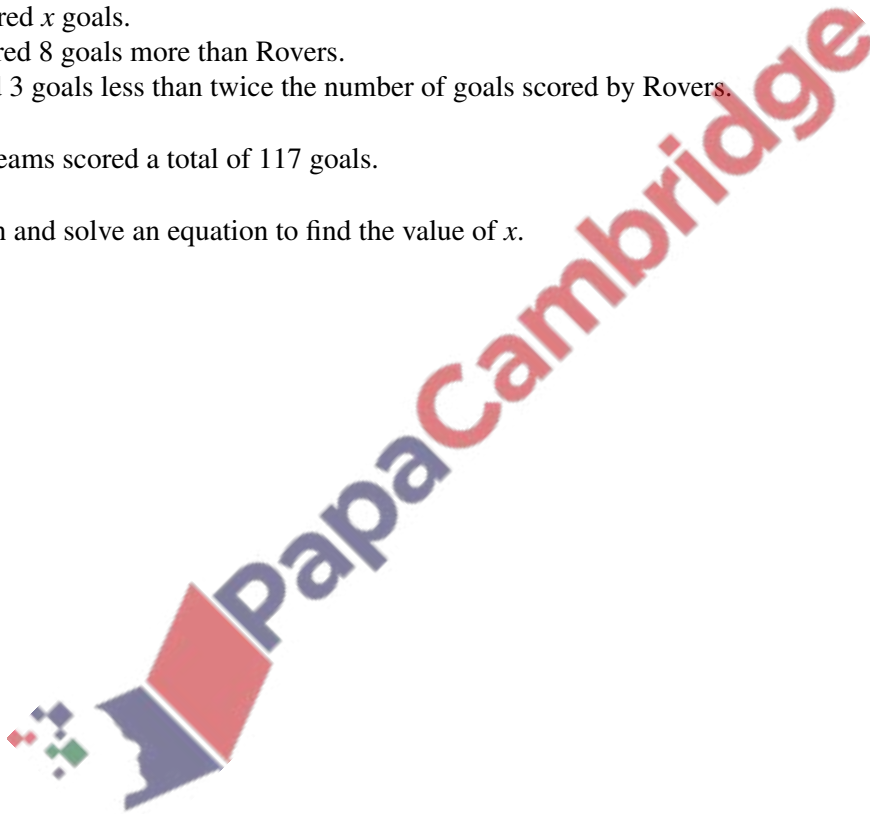 red x goals.
red 8 goals more than Rovers.
3 goals less than twice the number of goals scored by Rovers.
eams scored a total of 117 goals.
n and solve an equation to find the value of x.
PapaCambridge